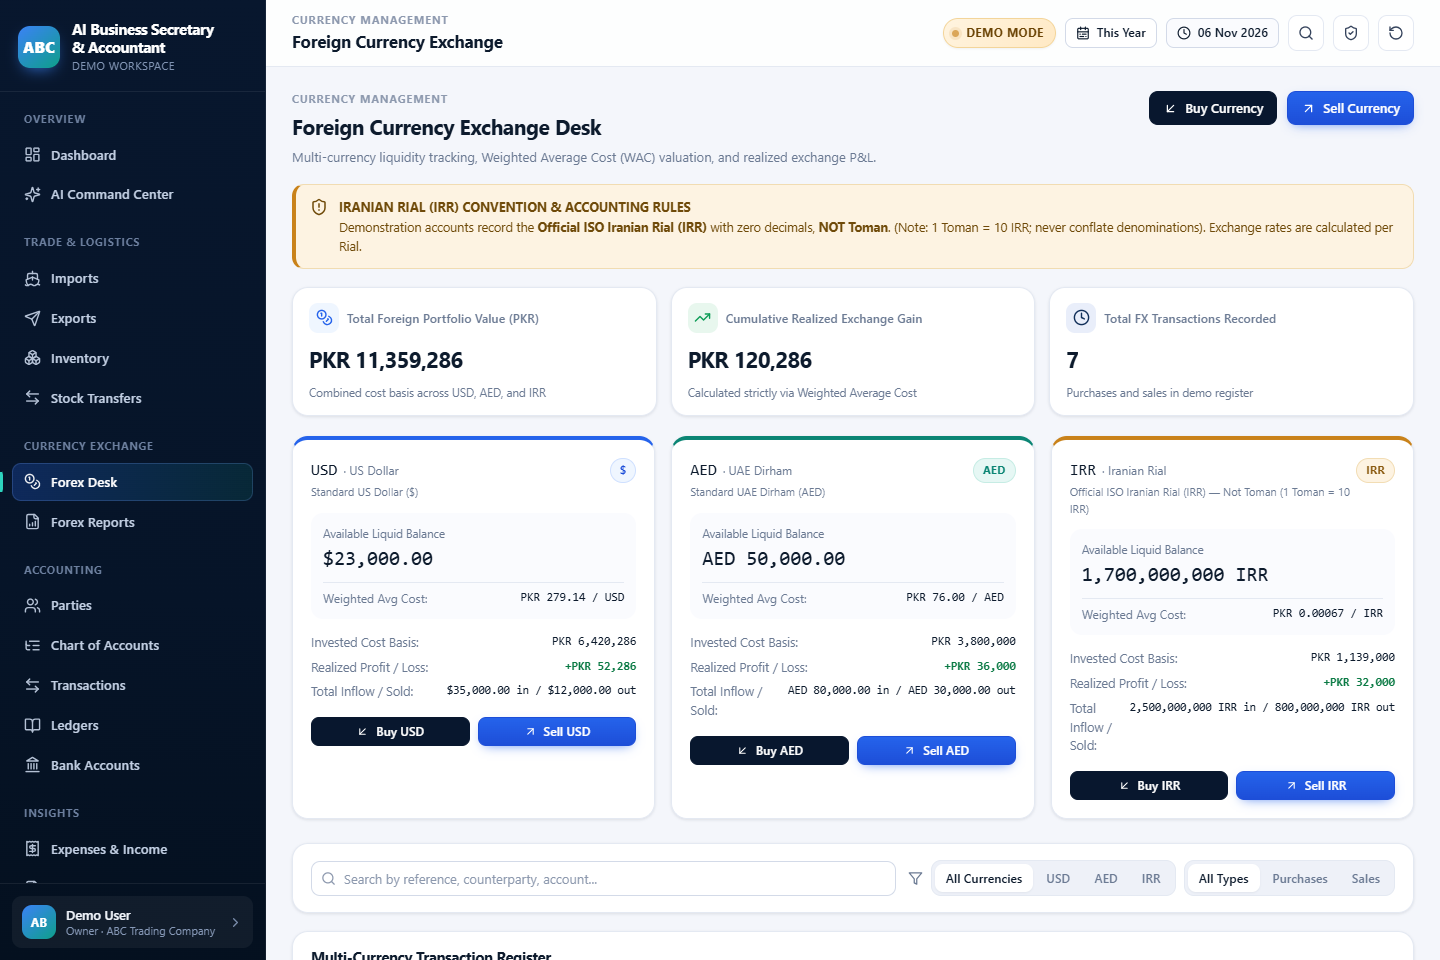 ABC
AI Business Secretary
& Accountant
DEMO WORKSPACE
OVERVIEW
Dashboard
AI Command Center
TRADE & LOGISTICS
Imports
Exports
Inventory
Stock Transfers
CURRENCY EXCHANGE
Forex Desk
Forex Reports
ACCOUNTING
Parties
Chart of Accounts
Transactions
Ledgers
Bank Accounts
INSIGHTS
Expenses & Income
AB
Demo User
Owner · ABC Trading Company
CURRENCY MANAGEMENT
Foreign Currency Exchange
DEMO MODE
This Year
06 Nov 2026
CURRENCY MANAGEMENT
Foreign Currency Exchange Desk
Multi-currency liquidity tracking, Weighted Average Cost (WAC) valuation, and realized exchange P&L.
Buy Currency
Sell Currency
IRANIAN RIAL (IRR) CONVENTION & ACCOUNTING RULES
Demonstration accounts record the Official ISO Iranian Rial (IRR) with zero decimals, NOT Toman. (Note: 1 Toman = 10 IRR; never conflate denominations). Exchange rates are calculated per
Rial.
Total Foreign Portfolio Value (PKR)
PKR 11,359,286
Combined cost basis across USD, AED, and IRR
Cumulative Realized Exchange Gain
PKR 120,286
Calculated strictly via Weighted Average Cost
Total FX Transactions Recorded
7
Purchases and sales in demo register
USD · US Dollar
$
Standard US Dollar ($)
Available Liquid Balance
$23,000.00
Weighted Avg Cost: PKR 279.14 / USD
Invested Cost Basis: PKR 6,420,286
Realized Profit / Loss: +PKR 52,286
Total Inflow / Sold: $35,000.00 in / $12,000.00 out
Buy USD
Sell USD
AED · UAE Dirham
AED
Standard UAE Dirham (AED)
Available Liquid Balance
AED 50,000.00
Weighted Avg Cost: PKR 76.00 / AED
Invested Cost Basis: PKR 3,800,000
Realized Profit / Loss: +PKR 36,000
Total Inflow / AED 80,000.00 in / AED 30,000.00 out
Sold:
Buy AED
Sell AED
IRR · Iranian Rial
IRR
Official ISO Iranian Rial (IRR) — Not Toman (1 Toman = 10
IRR)
Available Liquid Balance
1,700,000,000 IRR
Weighted Avg Cost: PKR 0.00067 / IRR
Invested Cost Basis: PKR 1,139,000
Realized Profit / Loss: +PKR 32,000
Total 2,500,000,000 IRR in / 800,000,000 IRR out
Inflow /
Sold:
Buy IRR
Sell IRR
Search by reference, counterparty, account...
All Currencies
USD
AED
IRR
All Types
Purchases
Sales
Multi-Currency Transaction Register